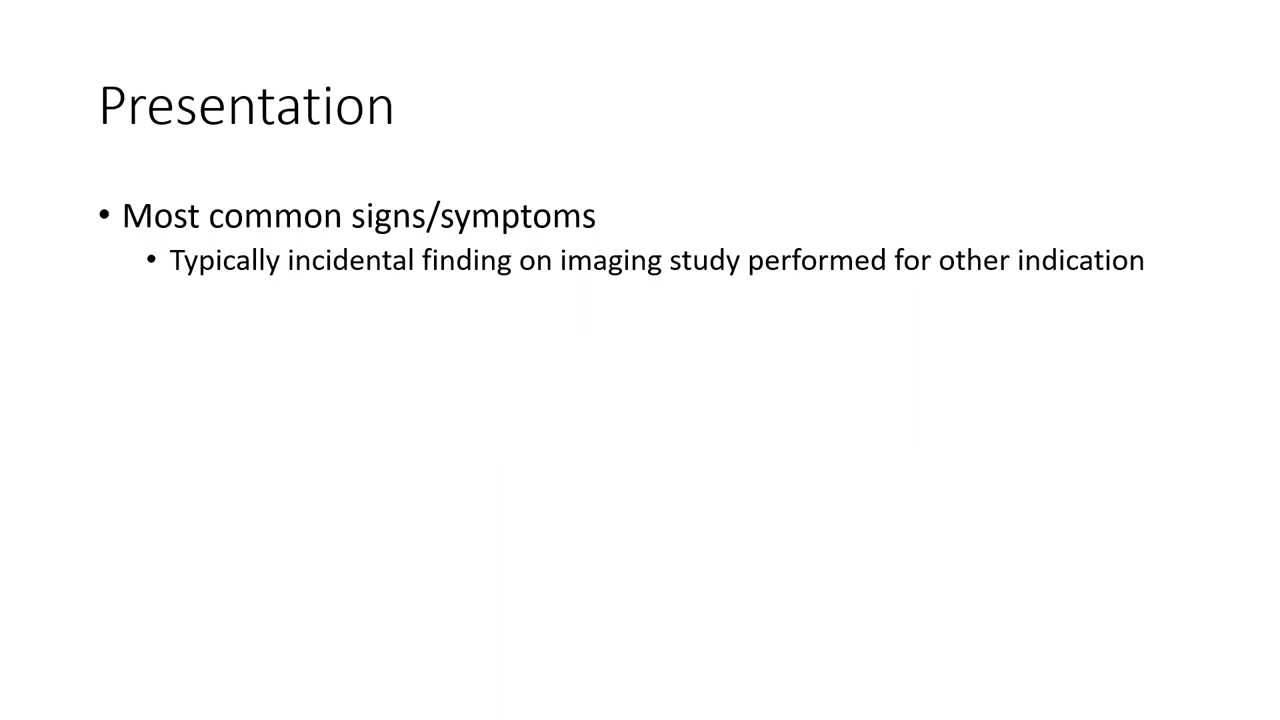 Presentation
• Most common signs/symptoms
• Typically incidental finding on imaging study performed for other indication